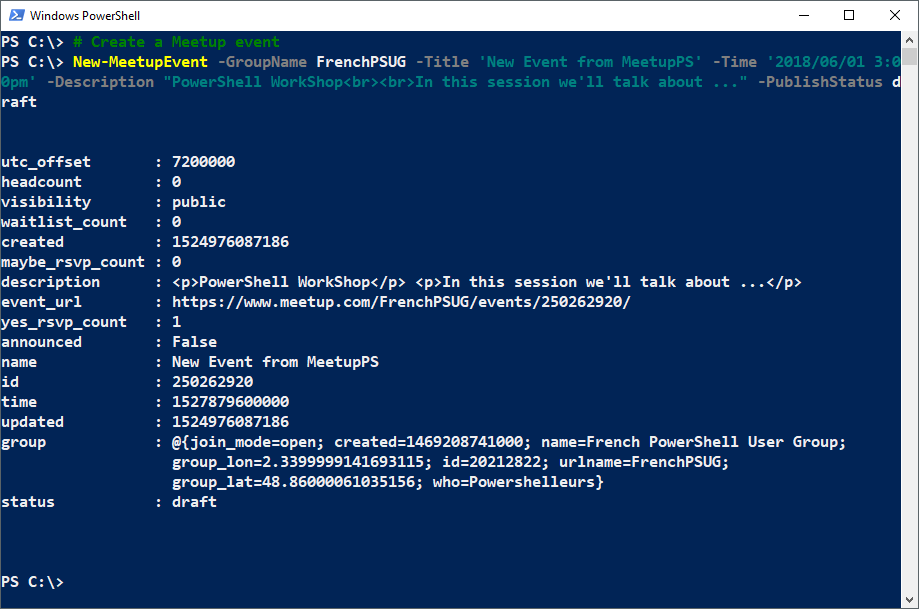 Windows PowerShell
PS C:\> # Create a Meetup event
PS C:\> New-MeetupEvent -GroupName FrenchPSUG -Title 'New Event from MeetupPS' -Time '2018/06/01 3:0
0pm' -Description "PowerShell WorkShop<br><br>In this session we'll talk about ..." -PublishStatus d
raft
utc_offset : 7200000
headcount : 0
visibility : public
waitlist_count : 0
created : 1524976087186
maybe_rsvp_count : 0
description : <p>PowerShell WorkShop</p> <p>In this session we'll talk about ...</p>
event_url : https://www.meetup.com/FrenchPSUG/events/250262920/
yes_rsvp_count : 1
announced : False
name : New Event from MeetupPS
id : 250262920
time : 1527879600000
updated : 1524976087186
group : @{join_mode=open; created=1469208741000; name=French PowerShell User Group;
group_lon=2.3399999141693115; id=20212822; urlname=FrenchPSUG;
group_lat=48.86000061035156; who=Powershelleurs}
status : draft
PS C:\>